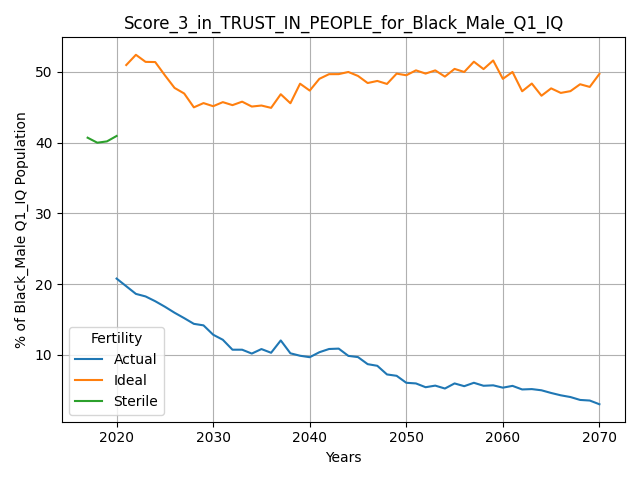 Score_3_in_TRUST_IN_PEOPLE_for_Black_Male_Q1_IQ
% of Black_Male Q1_IQ Population
50
40
30
20
10
Fertility
Actual
Ideal
Sterile
2020 2030 2040 2050 2060 2070
Years